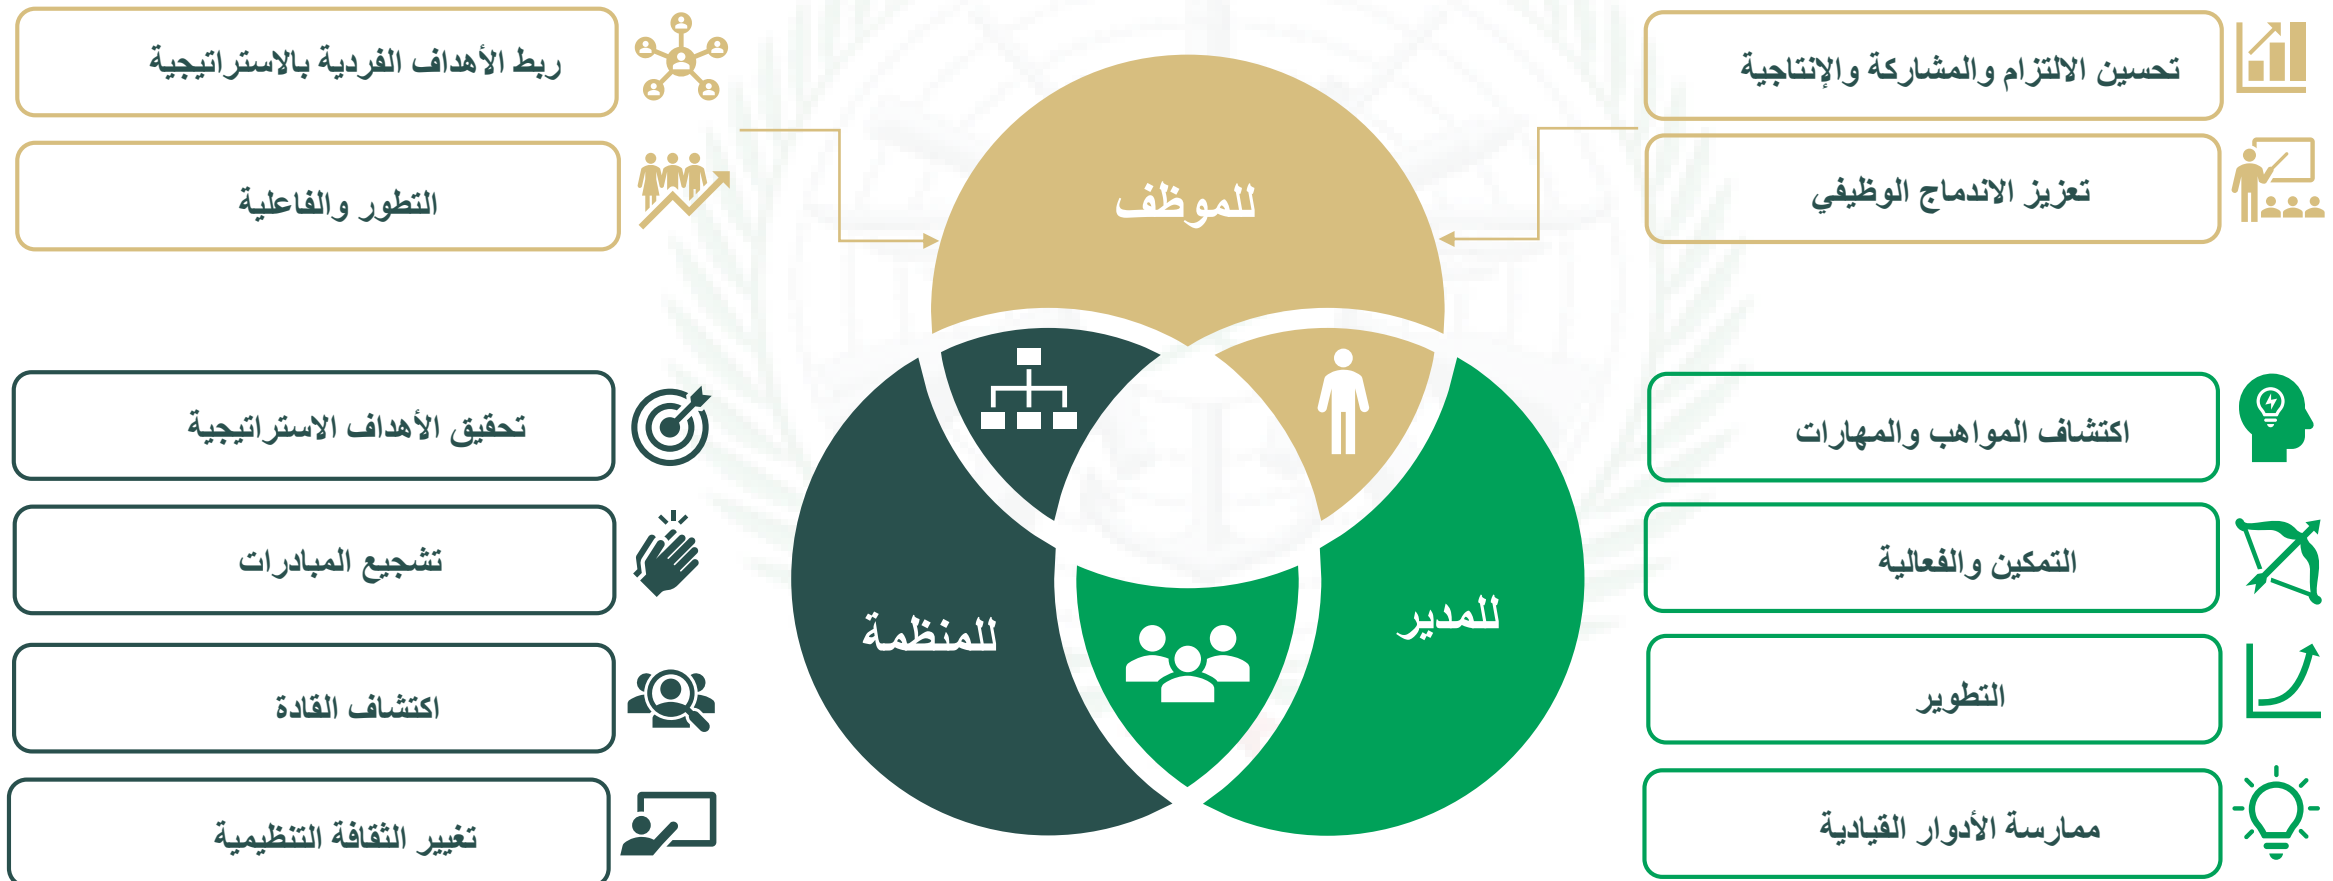 تحسين الالتزام والمشاركة والإنتاجية
تعزيز الاندماج الوظيفي
ربط الأهداف الفردية بالاستراتيجية
التطور والفاعلية
للموظف
اكتشاف المواهب والمهارات
التمكين والفعالية
التطوير
ممارسة الأدوار القيادية
للمدير
للمنظمة
تحقيق الأهداف الاستراتيجية
تشجيع المبادرات
اكتشاف القادة
تغيير الثقافة التنظيمية